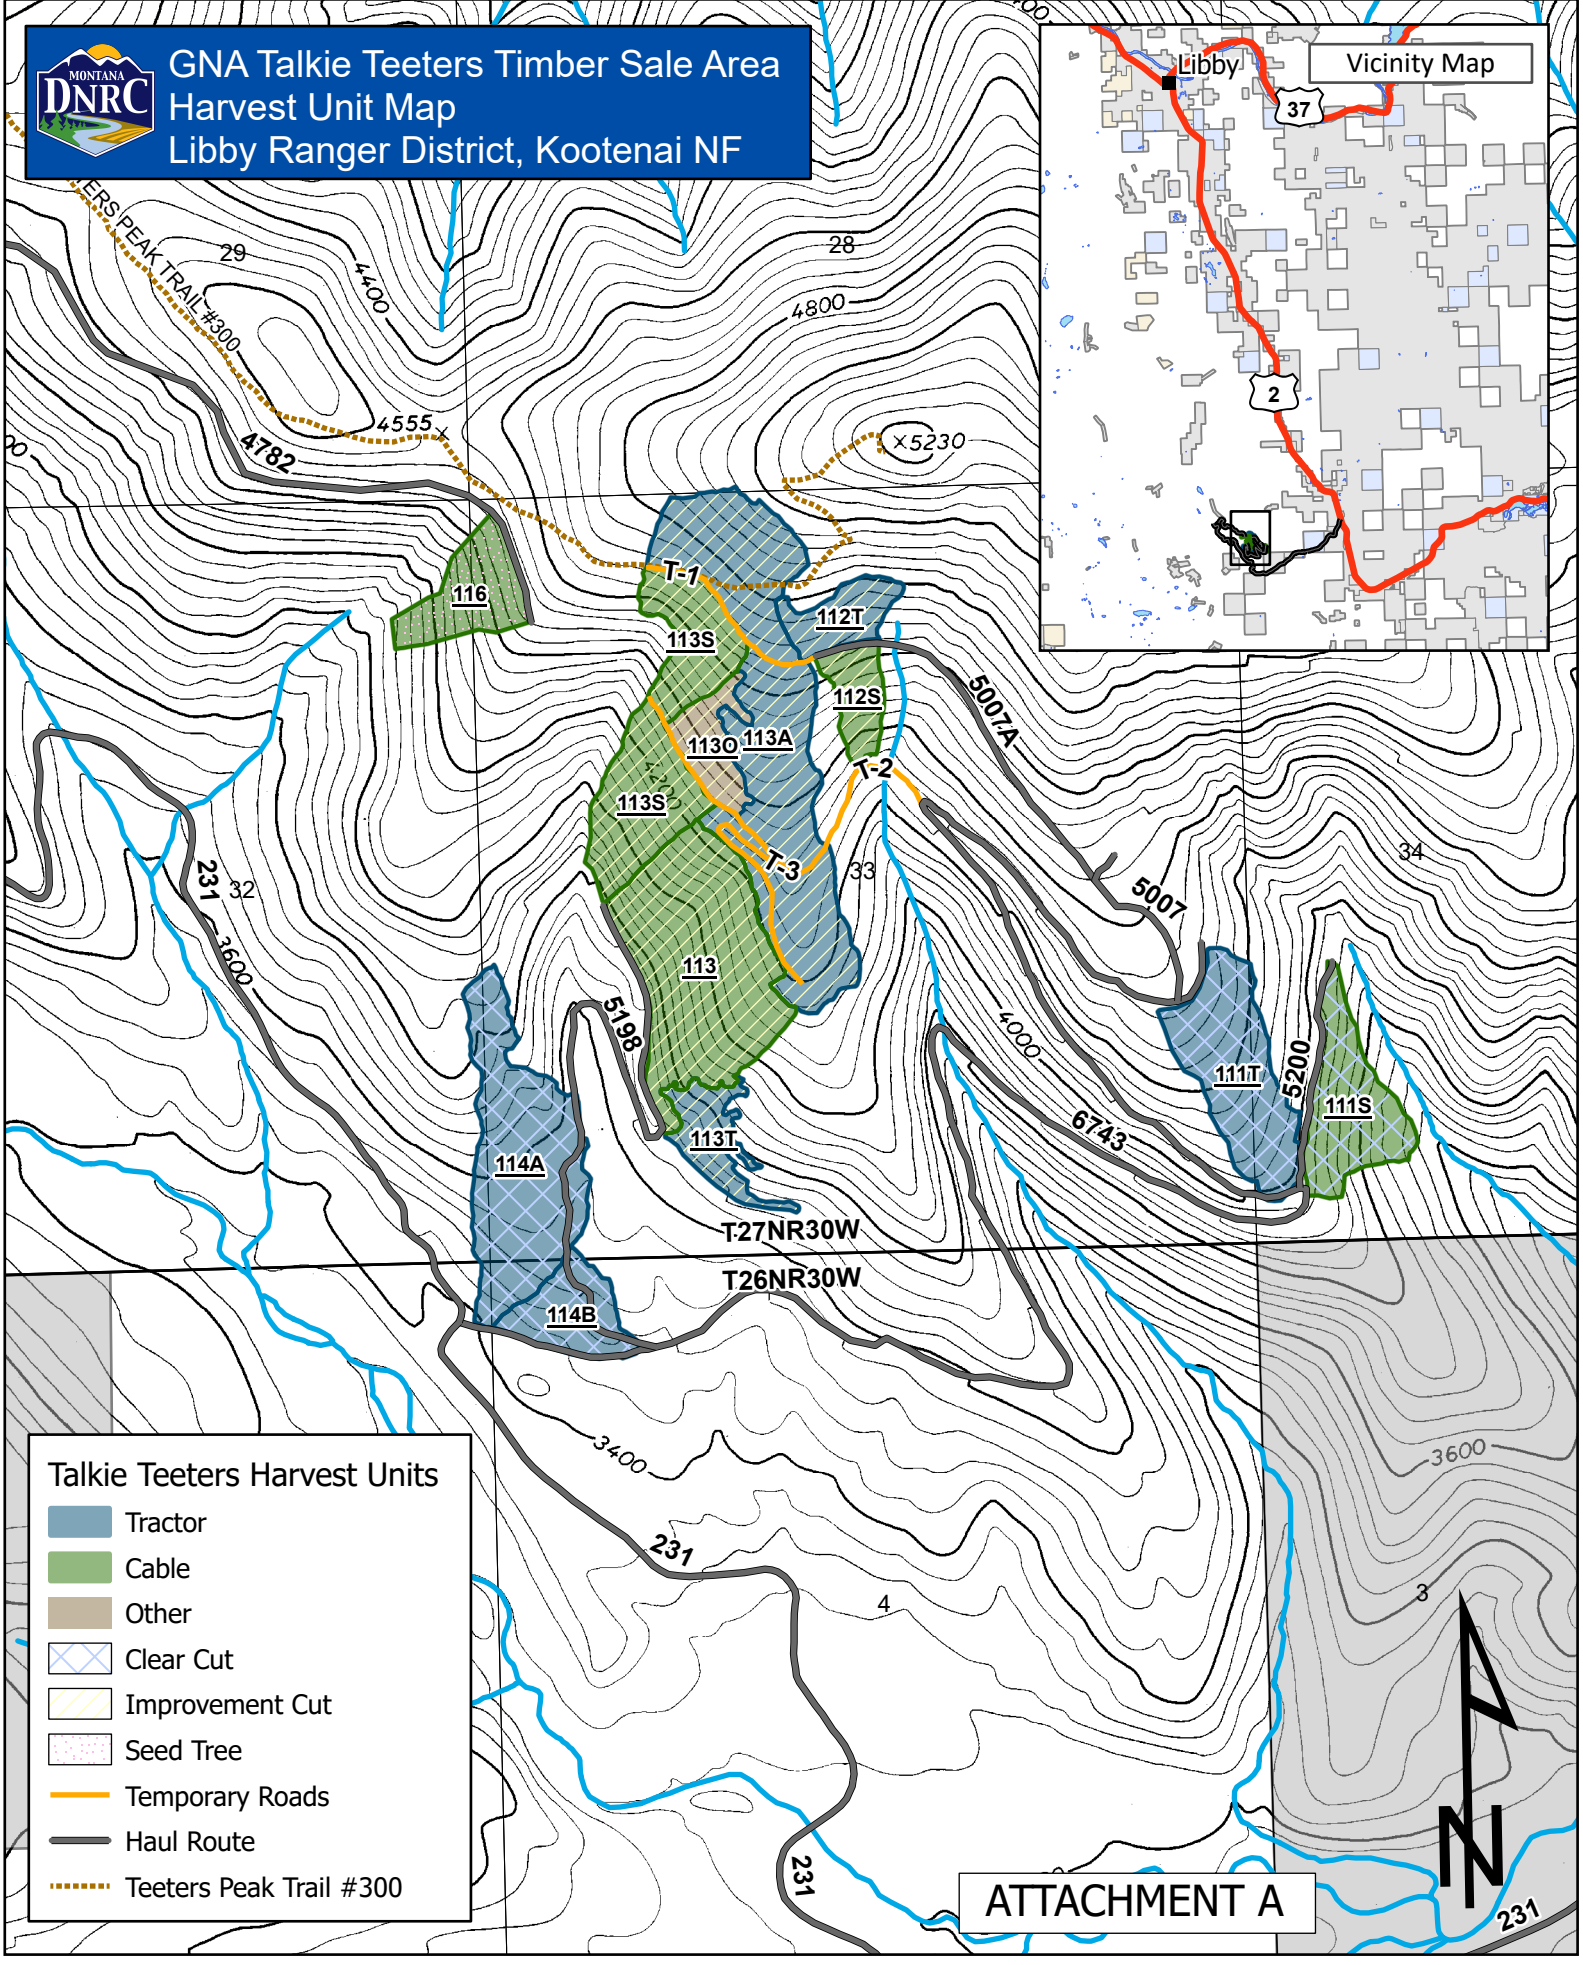 MONTANA
DNRC
GNA Talkie Teeters Timber Sale Area
Harvest Unit Map
Libby Ranger District, Kootenai NF
Vicinity Map
Libby
37
2
TEETERS PEAK TRAIL #300
29
28
4400
4800
4555
×5230
4782
116
T-1
112T
113S
112S
113O
113A
5007A
T-2
4200
113S
T-3
33
34
231
32
5007
3600
113
5198
4000
111T
5200
111S
6743
113T
114A
T27NR30W
T26NR30W
114B
3400
3600
231
4
3
231
231
Talkie Teeters Harvest Units
Tractor
Cable
Other
Clear Cut
Improvement Cut
Seed Tree
Temporary Roads
Haul Route
Teeters Peak Trail #300
ATTACHMENT A
N